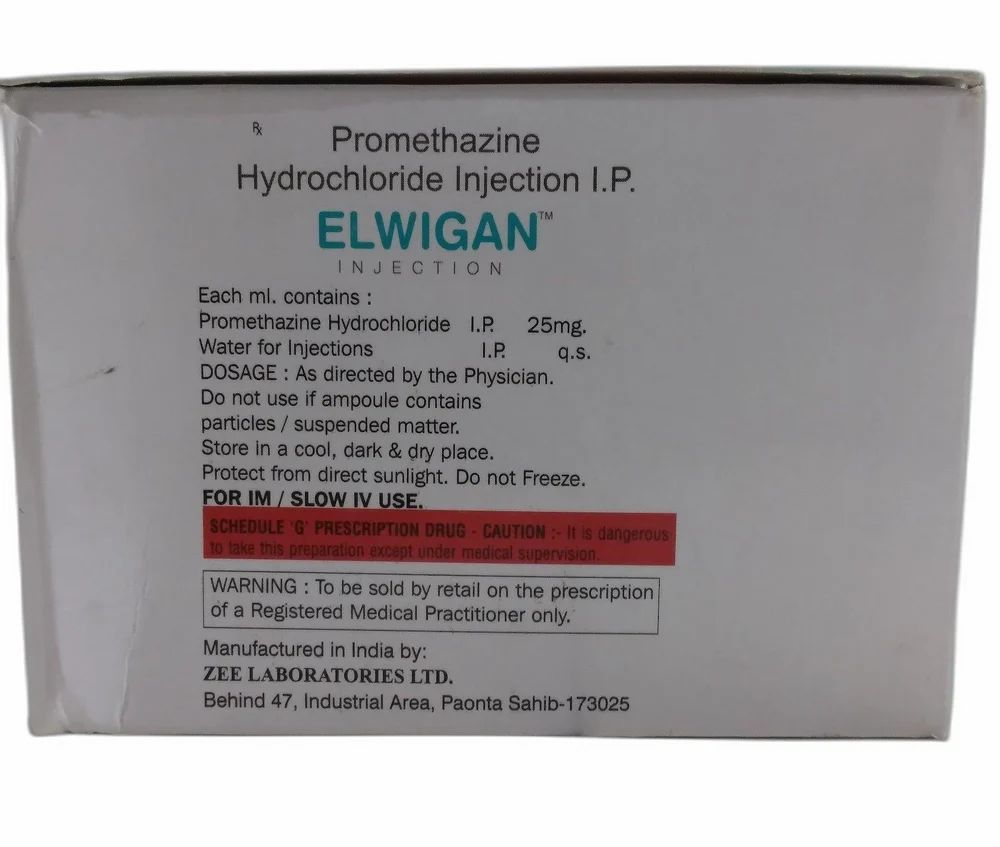 ℞ Promethazine
Hydrochloride Injection I.P.
ELWIGAN™
INJECTION
Each ml. contains :
Promethazine Hydrochloride I.P. 25mg.
Water for Injections I.P. q.s.
DOSAGE : As directed by the Physician.
Do not use if ampoule contains
particles / suspended matter.
Store in a cool, dark & dry place.
Protect from direct sunlight. Do not Freeze.
FOR IM / SLOW IV USE.
SCHEDULE 'G' PRESCRIPTION DRUG - CAUTION :- It is dangerous
to take this preparation except under medical supervision.
WARNING : To be sold by retail on the prescription
of a Registered Medical Practitioner only.
Manufactured in India by:
ZEE LABORATORIES LTD.
Behind 47, Industrial Area, Paonta Sahib-173025